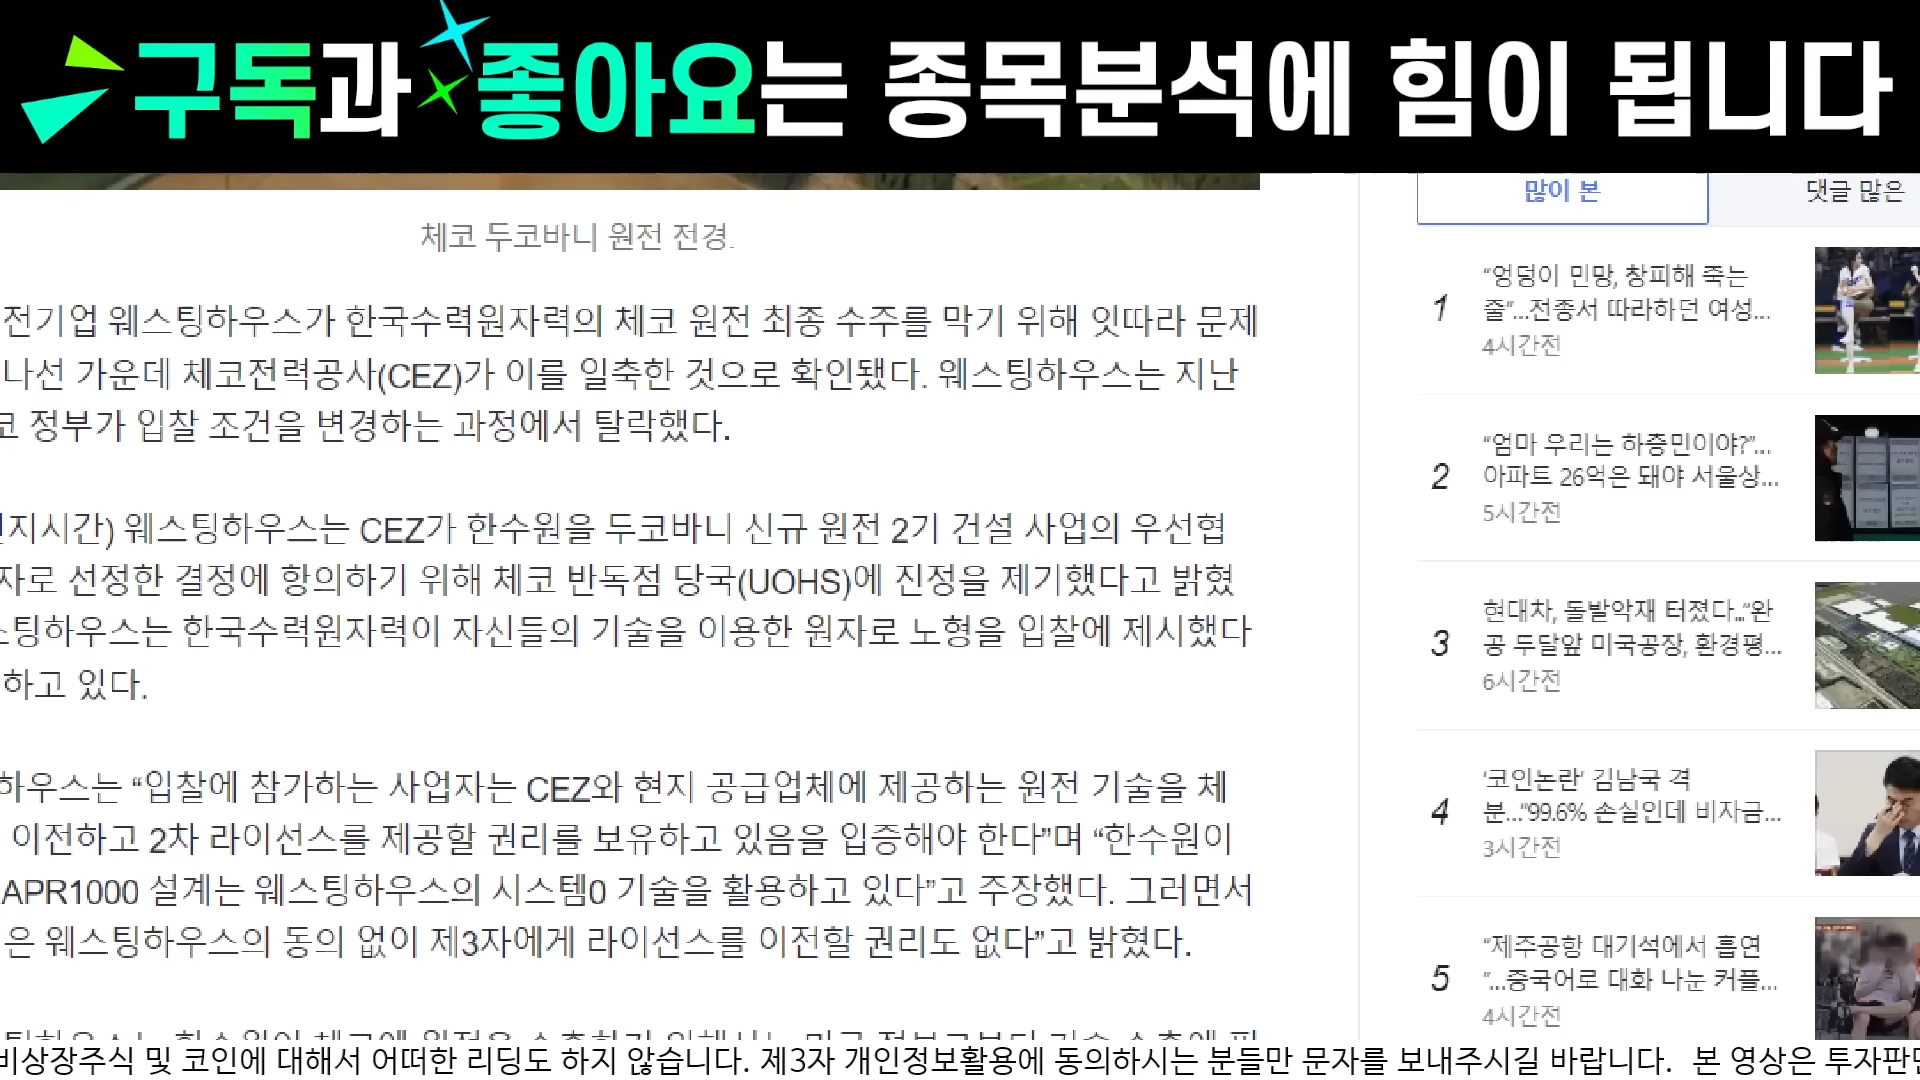 구독과 좋아요는 종목분석에 힘이 됩니다
체코 두코바니 원전 전경.
전기업 웨스팅하우스가 한국수력원자력의 체코 원전 최종 수주를 막기 위해 잇따라 문제
나선 가운데 체코전력공사(CEZ)가 이를 일축한 것으로 확인됐다. 웨스팅하우스는 지난
코 정부가 입찰 조건을 변경하는 과정에서 탈락했다.
지시간) 웨스팅하우스는 CEZ가 한수원을 두코바니 신규 원전 2기 건설 사업의 우선협
자로 선정한 결정에 항의하기 위해 체코 반독점 당국(UOHS)에 진정을 제기했다고 밝혔
스팅하우스는 한국수력원자력이 자신들의 기술을 이용한 원자로 노형을 입찰에 제시했다
하고 있다.
하우스는 “입찰에 참가하는 사업자는 CEZ와 현지 공급업체에 제공하는 원전 기술을 체
이전하고 2차 라이선스를 제공할 권리를 보유하고 있음을 입증해야 한다”며 “한수원이
APR1000 설계는 웨스팅하우스의 시스템0 기술을 활용하고 있다”고 주장했다. 그러면서
은 웨스팅하우스의 동의 없이 제3자에게 라이선스를 이전할 권리도 없다”고 밝혔다.
많이 본
댓글 많은
1
“엉덩이 민망, 창피해 죽는
줄”...전종서 따라하던 여성...
4시간전
2
“엄마 우리는 하층민이야?”...
아파트 26억은 돼야 서울상...
5시간전
3
현대차, 돌발악재 터졌다...“완
공 두달앞 미국공장, 환경평...
6시간전
4
‘코인논란’ 김남국 격
분...“99.6% 손실인데 비자금...
3시간전
5
“제주공항 대기석에서 흡연
”...중국어로 대화 나눈 커플...
4시간전
비상장주식 및 코인에 대해서 어떠한 리딩도 하지 않습니다. 제3자 개인정보활용에 동의하시는 분들만 문자를 보내주시길 바랍니다. 본 영상은 투자판단